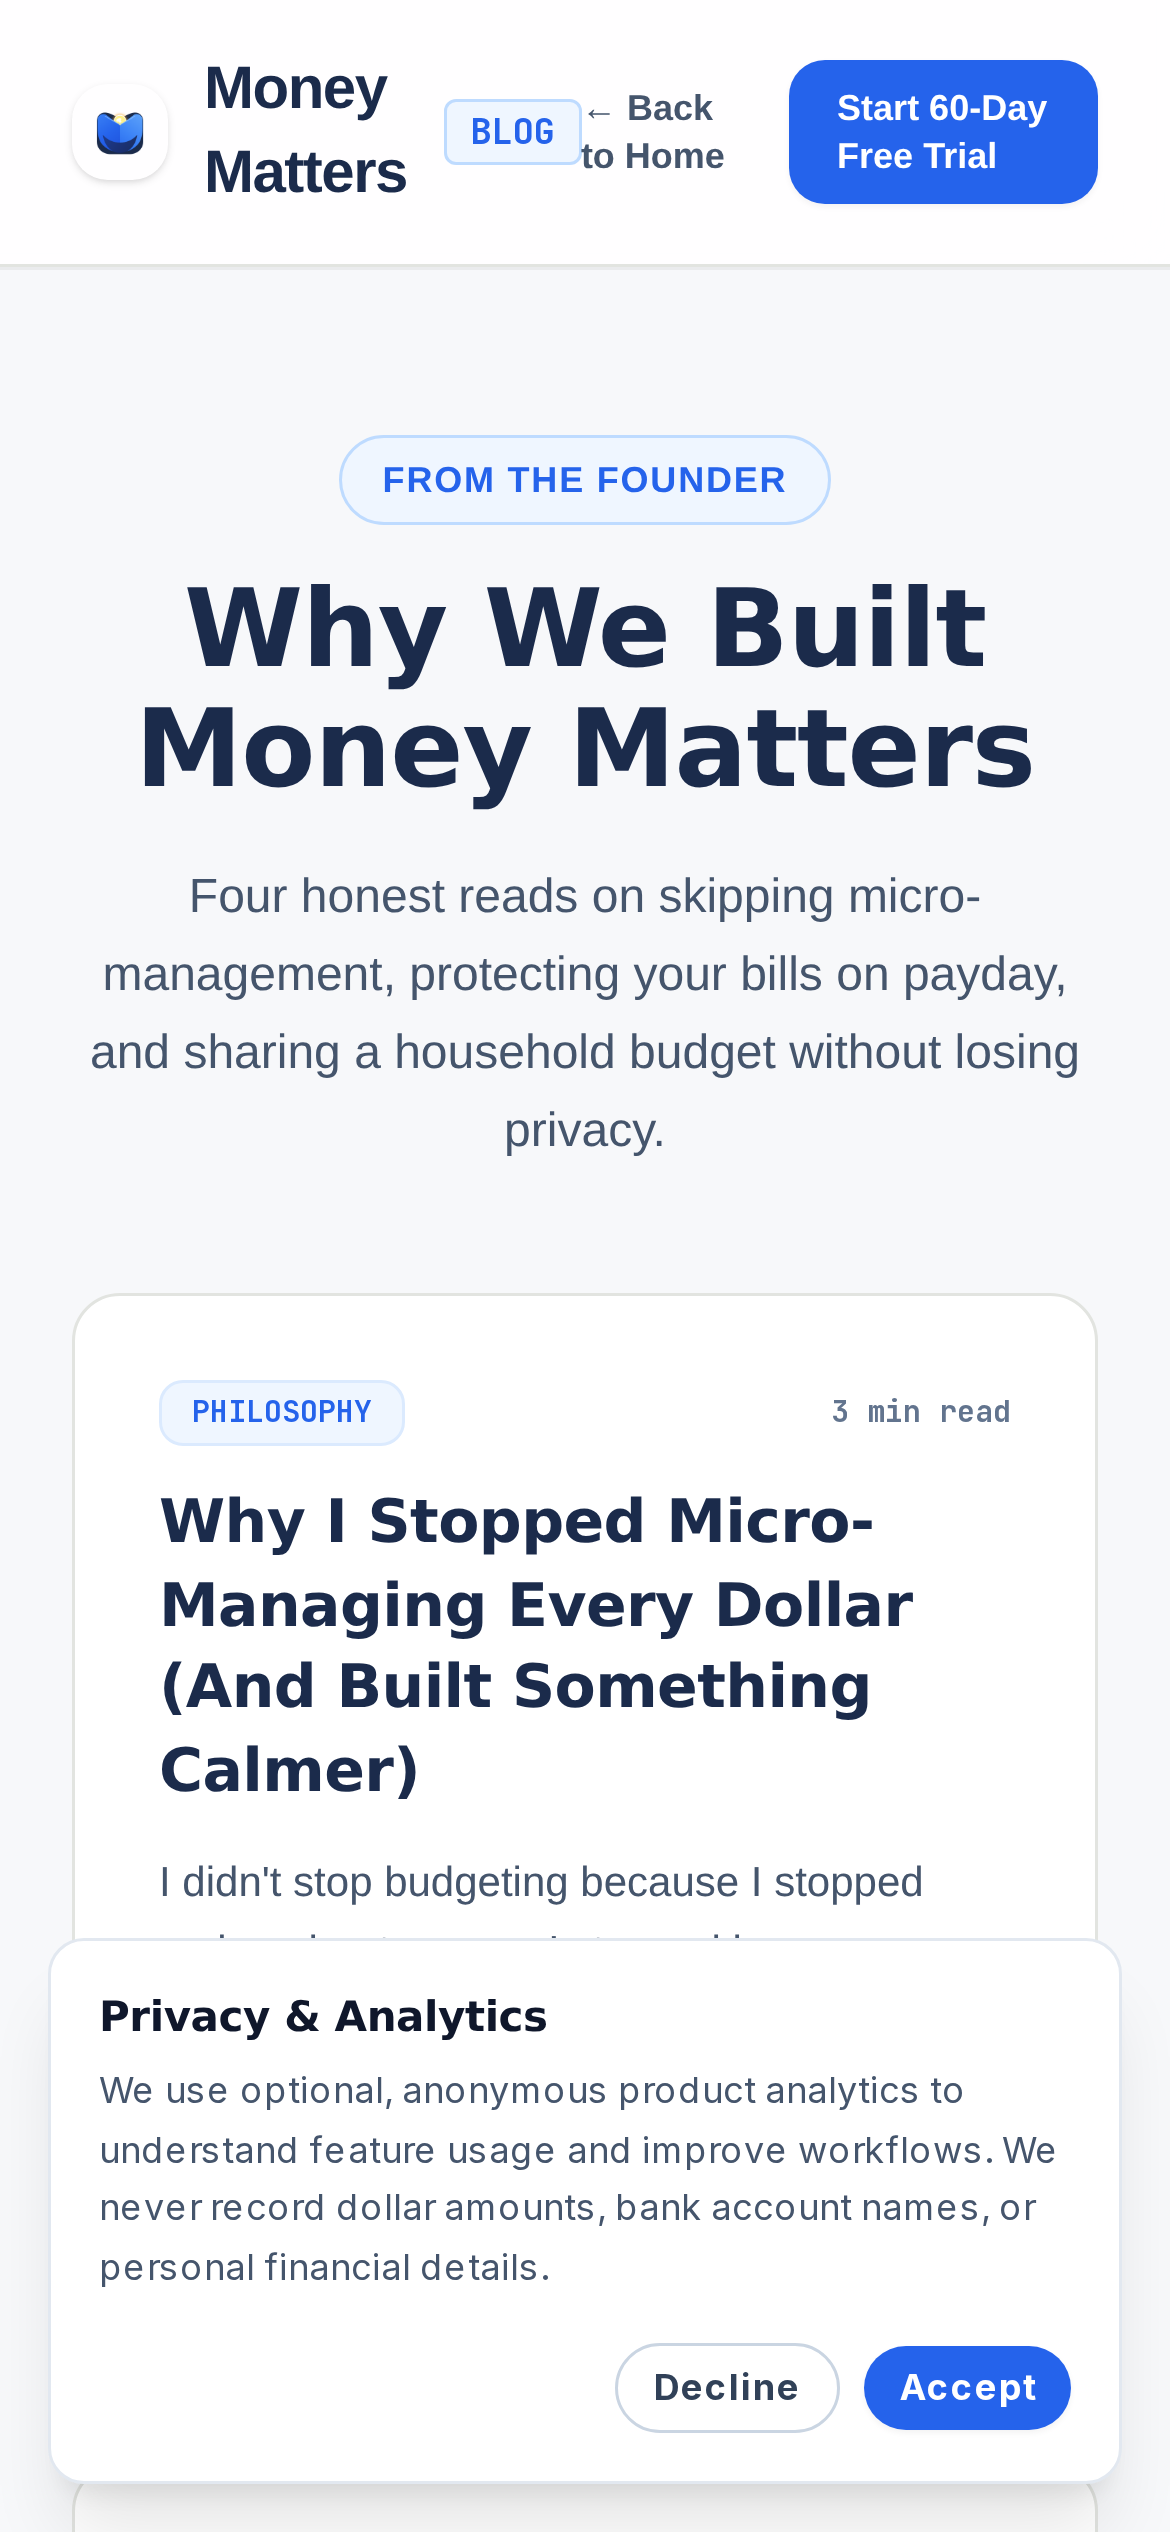 Money
Matters
BLOG
← Back
to Home
Start 60-Day
Free Trial
FROM THE FOUNDER
Why We Built
Money Matters
Four honest reads on skipping micro-
management, protecting your bills on payday,
and sharing a household budget without losing
privacy.
PHILOSOPHY
3 min read
Why I Stopped Micro-
Managing Every Dollar
(And Built Something
Calmer)
I didn't stop budgeting because I stopped
Privacy & Analytics
We use optional, anonymous product analytics to
understand feature usage and improve workflows. We
never record dollar amounts, bank account names, or
personal financial details.
Decline
Accept